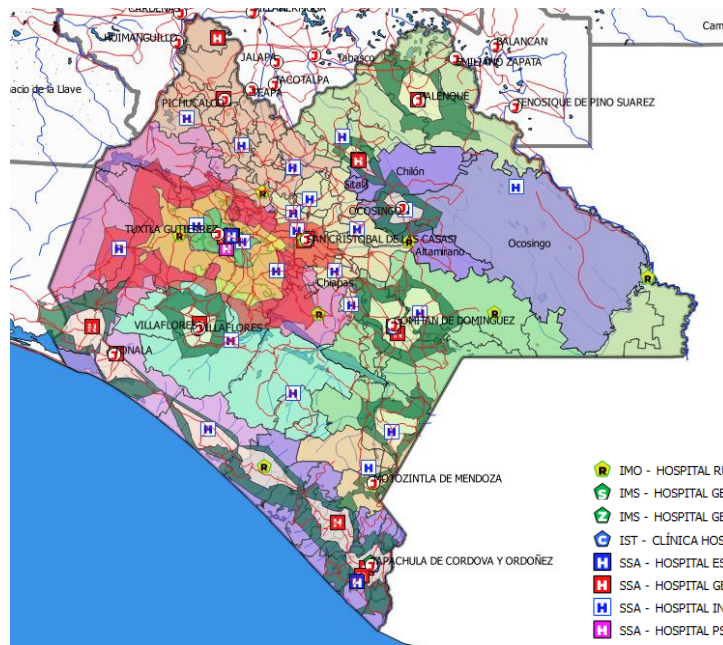 CARDENAS
VILLAHERMOSA
HUIMANGUILLO
BALANCAN
Cam
JALAPA
Tabasco
EMILIANO ZAPATA
TACOTALPA
acio de la Llave
TEAPA
PICHUCALCO
PALENQUE
TENOSIQUE DE PINO SUAREZ
Chilón
Sitalá
OCOSINGO
TUXTLA GUTIERREZ
SAN CRISTOBAL DE LAS CASAS
Ocosingo
Altamirano
Chiapas
VILLAFLORES
VILLAFLORES
COMITAN DE DOMINGUEZ
TONALA
MOTOZINTLA DE MENDOZA
TAPACHULA DE CORDOVA Y ORDOÑEZ
R IMO - HOSPITAL RU
S IMS - HOSPITAL GE
Z IMS - HOSPITAL GE
C IST - CLÍNICA HOS
H SSA - HOSPITAL ES
H SSA - HOSPITAL GE
H SSA - HOSPITAL IN
H SSA - HOSPITAL PS